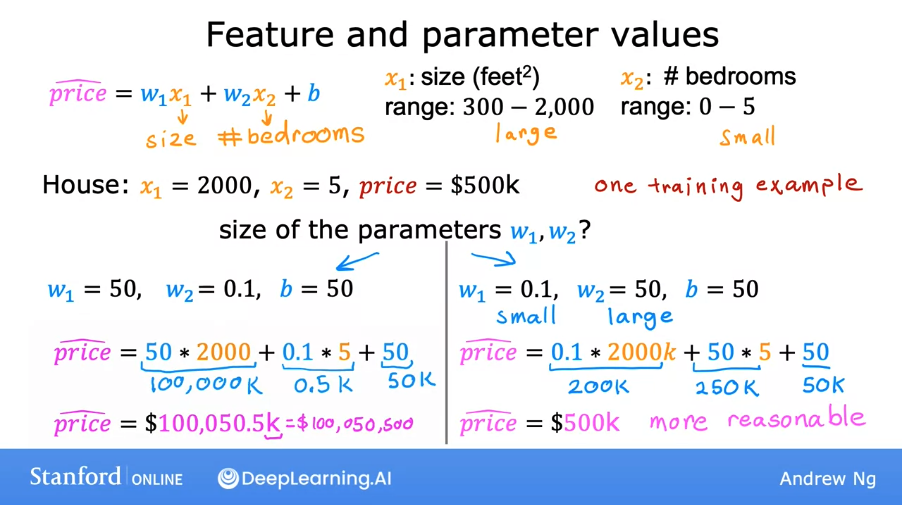 Feature and parameter values
$\widehat{price} = w_1x_1 + w_2x_2 + b$
size # bedrooms
$x_1$: size (feet²)
range: 300 − 2,000
large
$x_2$: # bedrooms
range: 0 − 5
small
House: $x_1 = 2000$, $x_2 = 5$, price = $500k
one training example
size of the parameters $w_1, w_2$?
$w_1 = 50$, $w_2 = 0.1$, $b = 50$
$\widehat{price} = 50 * 2000 + 0.1 * 5 + 50$
100,000K 0.5K 50K
$\widehat{price}$ = $100,050.5k = $100,050,500
$w_1 = 0.1$, $w_2 = 50$, $b = 50$
small large
$\widehat{price} = 0.1 * 2000k + 50 * 5 + 50$
200K 250K 50K
$\widehat{price}$ = $500k more reasonable
Stanford ONLINE DeepLearning.AI Andrew Ng